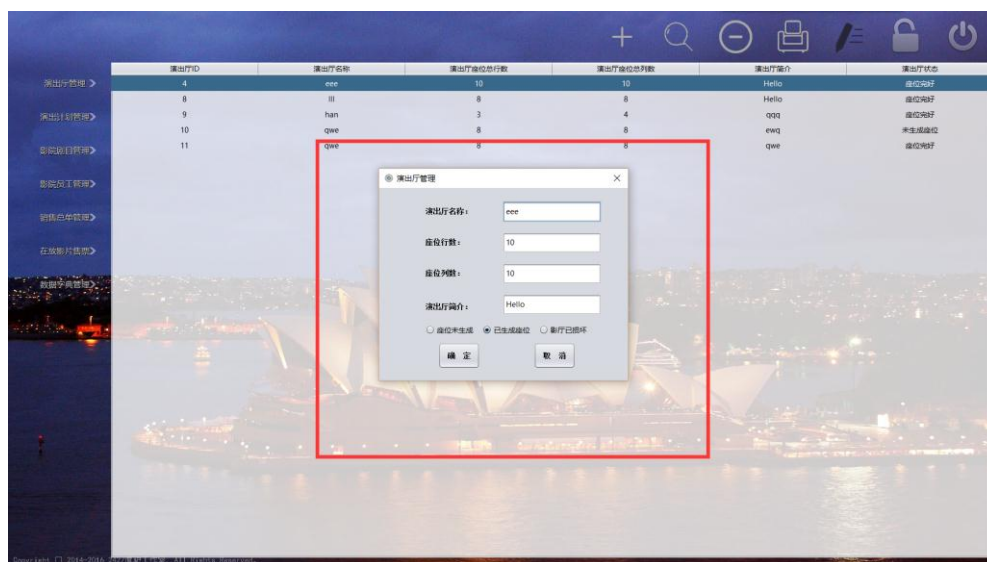 演出厅ID 演出厅名称 演出厅座位总行数 演出厅座位总列数 演出厅简介 演出厅状态
4 eee 10 10 Hello 座位完好
8 lll 8 8 Hello 座位完好
9 han 3 4 qqq 座位完好
10 qwe 8 8 ewq 未生成座位
11 qwe 8 8 qwe 座位完好
演出厅管理
演出计划管理
影院剧目管理
影院员工管理
销售总单管理
在放影片售票
数据字典管理
演出厅管理
演出厅名称: eee
座位行数: 10
座位列数: 10
演出厅简介: Hello
座位未生成 已生成座位 影厅已损坏
确 定 取 消
Copyright 2014-2016 All Rights Reserved.